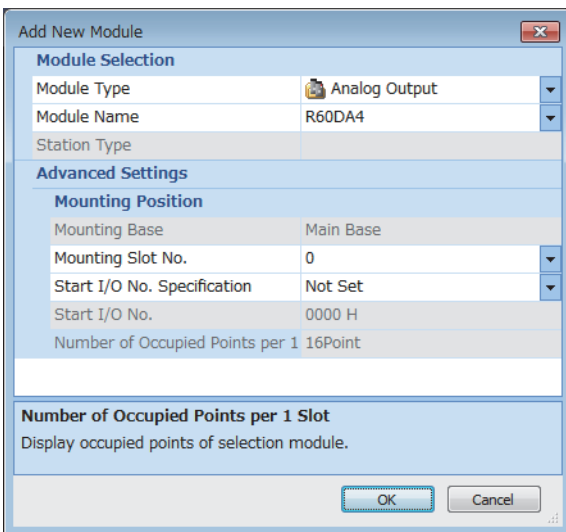 Add New Module
Module Selection
Module Type Analog Output
Module Name R60DA4
Station Type
Advanced Settings
Mounting Position
Mounting Base Main Base
Mounting Slot No. 0
Start I/O No. Specification Not Set
Start I/O No. 0000 H
Number of Occupied Points per 1 16Point
Number of Occupied Points per 1 Slot
Display occupied points of selection module.
OK Cancel